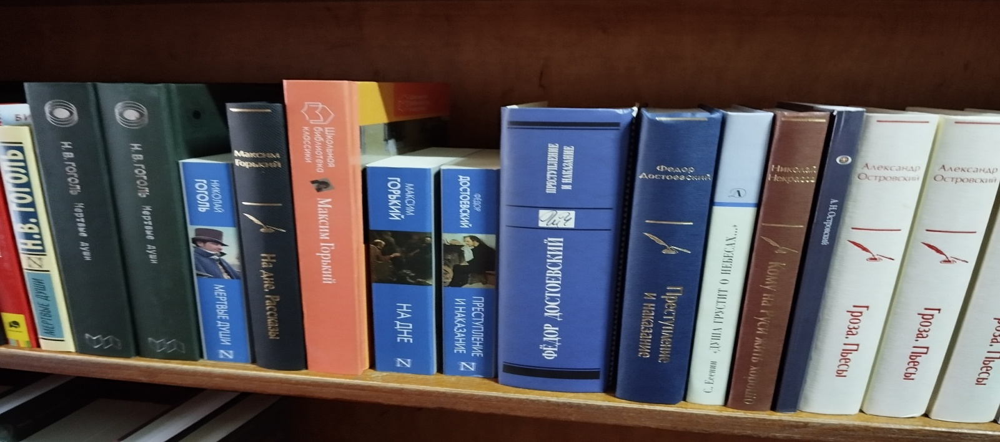 БИ
Н.В. ГОГОЛЬ
МЕРТВЫЕ ДУШИ
Н.В.ГОГОЛЬ Мертвые души
Н.В.ГОГОЛЬ Мертвые души
НИКОЛАЙ
ГОГОЛЬ
МЕРТВЫЕ ДУШИ
Максим
Горький
На дне. Рассказы
Школьная
библиотека
классики
Максим Горький
МАКСИМ
ГОРЬКИЙ
НА ДНЕ
ФЁДОР
ДОСТОЕВСКИЙ
ПРЕСТУПЛЕНИЕ
И НАКАЗАНИЕ
ПРЕСТУПЛЕНИЕ
И НАКАЗАНИЕ
ФЁДОР ДОСТОЕВСКИЙ
Федор
Достоевский
Преступление
и наказание
С. Есенин «ДУША ГРУСТИТ О НЕБЕСАХ...»
Николай
Некрасов
Кому на Руси жить хорошо
А.Н. Островский
Александр
Островский
Гроза. Пьесы
Александр
Островский
Гроза. Пьесы
роза. Пьесы